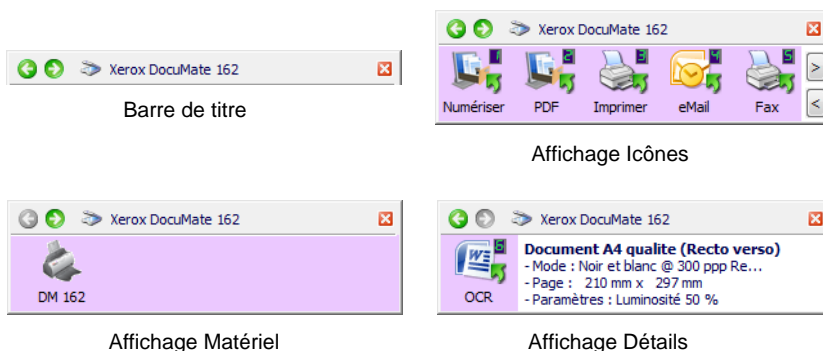 Xerox DocuMate 162
Barre de titre
Xerox DocuMate 162
1 2 3 4 5
Numériser PDF Imprimer eMail Fax
>
<
Affichage Icônes
Xerox DocuMate 162
DM 162
Affichage Matériel
Xerox DocuMate 162
5
OCR
Document A4 qualite (Recto verso)
- Mode : Noir et blanc @ 300 ppp Re...
- Page : 210 mm x 297 mm
- Paramètres : Luminosité 50 %
Affichage Détails